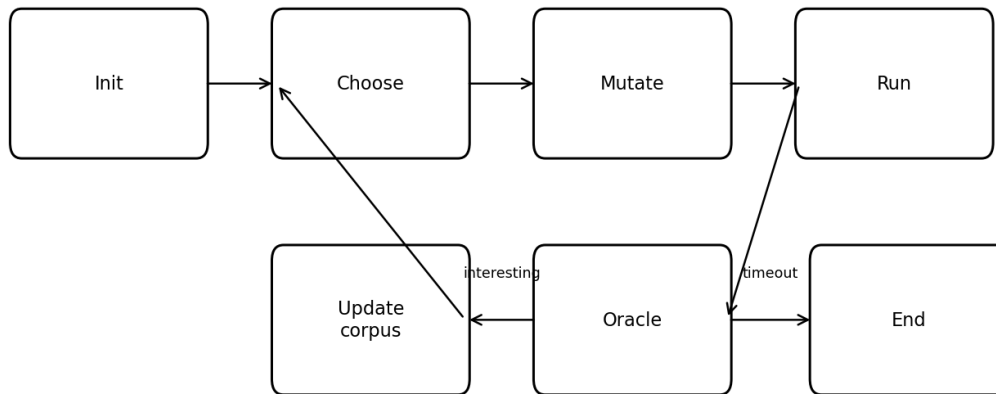 Init
Choose
Mutate
Run
interesting
timeout
Update
corpus
Oracle
End